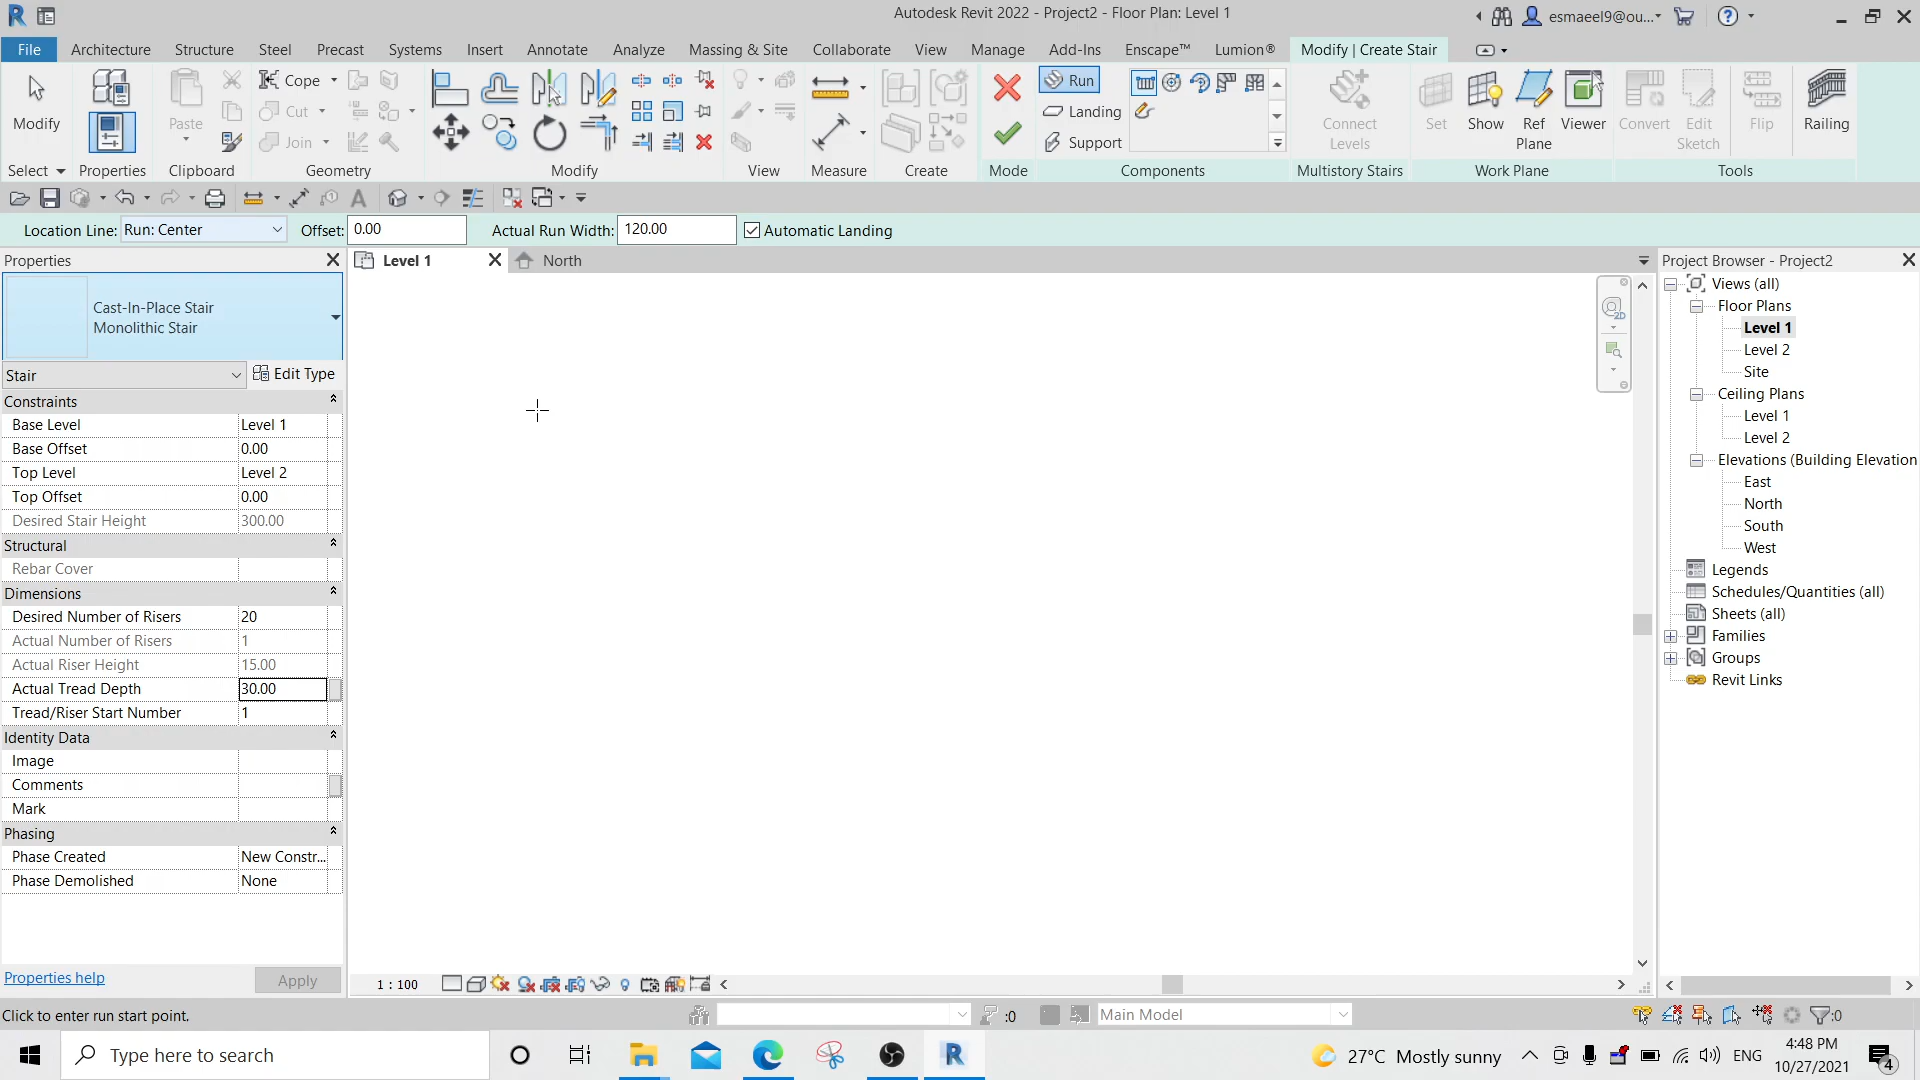 Autodesk Revit 2022 - Project2 - Floor Plan: Level 1
esmaeel9@ou...
File Architecture Structure Steel Precast Systems Insert Annotate Analyze Massing & Site Collaborate View Manage Add-Ins Enscape™ Lumion® Modify | Create Stair
Modify
Paste
Cope
Cut
Join
Run
Landing
Support
Connect
Levels
Set
Show
Ref
Plane
Viewer
Convert
Edit
Sketch
Flip
Railing
Select Properties Clipboard Geometry Modify View Measure Create Mode Components Multistory Stairs Work Plane Tools
Location Line: Run: Center Offset: 0.00 Actual Run Width: 120.00 Automatic Landing
Properties
Level 1
North
Project Browser - Project2
Cast-In-Place Stair
Monolithic Stair
Stair
Edit Type
Constraints
Base Level Level 1
Base Offset 0.00
Top Level Level 2
Top Offset 0.00
Desired Stair Height 300.00
Structural
Rebar Cover
Dimensions
Desired Number of Risers 20
Actual Number of Risers 1
Actual Riser Height 15.00
Actual Tread Depth 30.00
Tread/Riser Start Number 1
Identity Data
Image
Comments
Mark
Phasing
Phase Created New Constr...
Phase Demolished None
Properties help
Apply
2D
Views (all)
Floor Plans
Level 1
Level 2
Site
Ceiling Plans
Level 1
Level 2
Elevations (Building Elevation
East
North
South
West
Legends
Schedules/Quantities (all)
Sheets (all)
Families
Groups
Revit Links
1 : 100
Click to enter run start point.
:0
Main Model
:0
Type here to search
27°C Mostly sunny
ENG
4:48 PM
10/27/2021
4